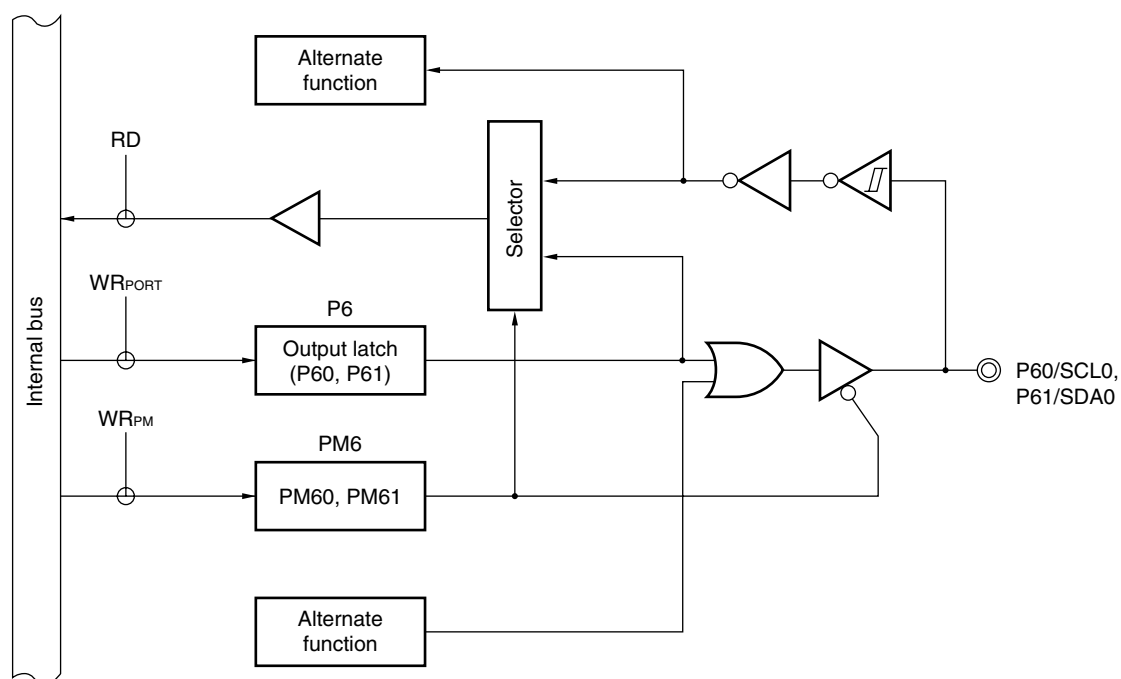 Alternate
function
RD
Selector
WRPORT
P6
Internal bus
Output latch
(P60, P61)
P60/SCL0,
P61/SDA0
WRPM
PM6
PM60, PM61
Alternate
function